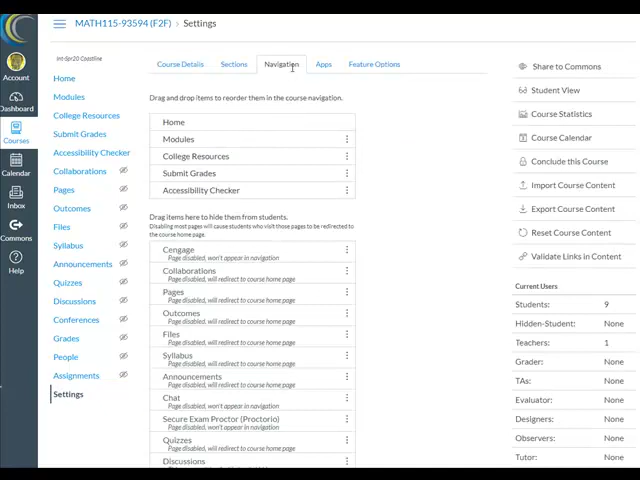 MATH115-93594 (F2F) > Settings
Int-Spr20 Coastline
Account
Dashboard
Courses
Calendar
Inbox
Commons
Help
Home
Modules
College Resources
Submit Grades
Accessibility Checker
Collaborations
Pages
Outcomes
Files
Syllabus
Announcements
Quizzes
Discussions
Conferences
Grades
People
Assignments
Settings
Course Details Sections Navigation Apps Feature Options
Drag and drop items to reorder them in the course navigation.
Home
Modules
College Resources
Submit Grades
Accessibility Checker
Drag items here to hide them from students.
Disabling most pages will cause students who visit those pages to be redirected to
the course home page.
Cengage
Page disabled, won't appear in navigation
Collaborations
Page disabled, will redirect to course home page
Pages
Page disabled, will redirect to course home page
Outcomes
Page disabled, will redirect to course home page
Files
Page disabled, will redirect to course home page
Syllabus
Page disabled, will redirect to course home page
Announcements
Page disabled, will redirect to course home page
Chat
Page disabled, won't appear in navigation
Secure Exam Proctor (Proctorio)
Page disabled, won't appear in navigation
Quizzes
Page disabled, will redirect to course home page
Discussions
Share to Commons
Student View
Course Statistics
Course Calendar
Conclude this Course
Import Course Content
Export Course Content
Reset Course Content
Validate Links in Content
Current Users
Students: 9
Hidden-Student: None
Teachers: 1
Grader: None
TAs: None
Evaluator: None
Designers: None
Observers: None
Tutor: None